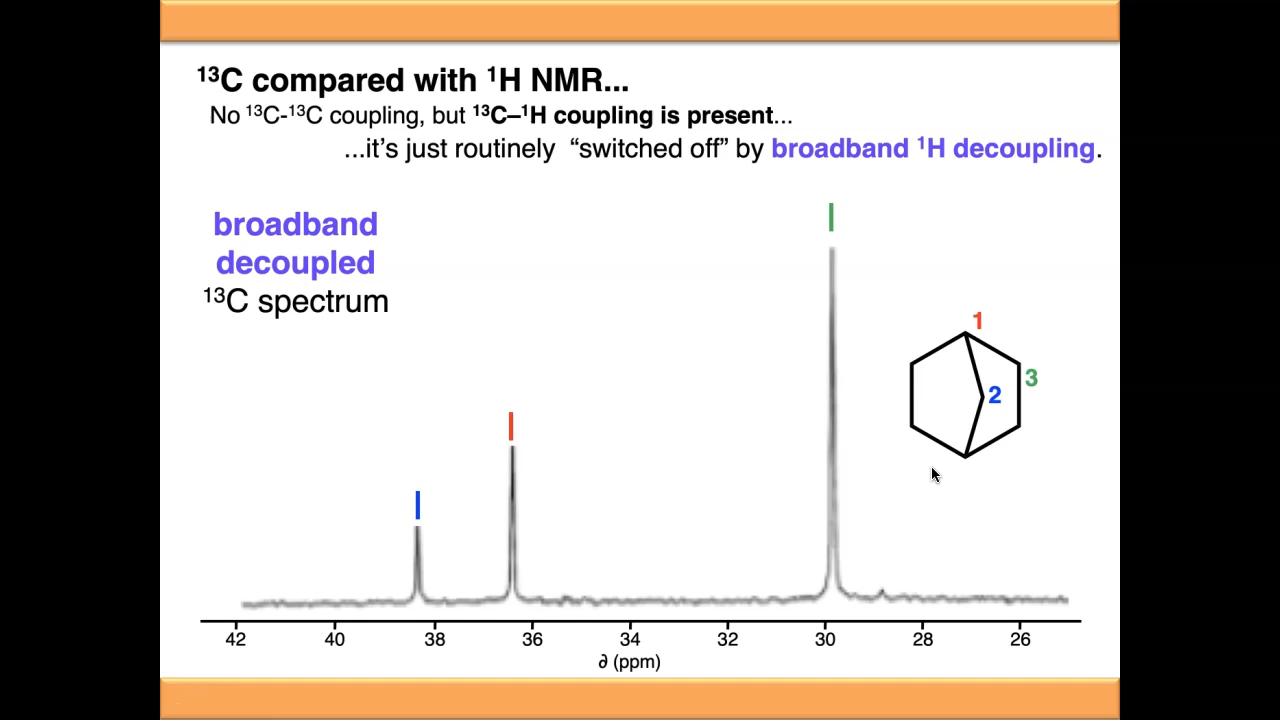 ¹³C compared with ¹H NMR...
No ¹³C-¹³C coupling, but ¹³C–¹H coupling is present...
...it's just routinely “switched off” by broadband ¹H decoupling.
broadband
decoupled
¹³C spectrum
1
3
2
42 40 38 36 34 32 30 28 26
∂ (ppm)